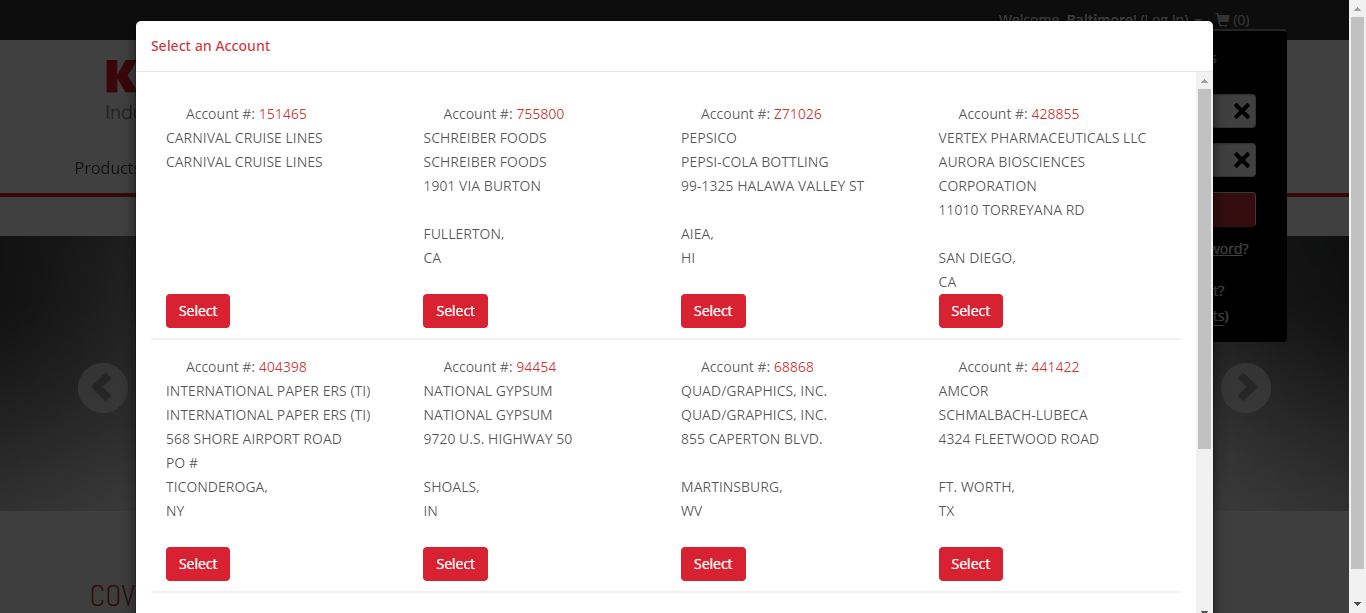 Welcome, Baltimore! (Log In)
(0)
Select an Account
K
Indu
Products
Account #: 151465
CARNIVAL CRUISE LINES
CARNIVAL CRUISE LINES
Select
Account #: 755800
SCHREIBER FOODS
SCHREIBER FOODS
1901 VIA BURTON
FULLERTON,
CA
Select
Account #: Z71026
PEPSICO
PEPSI-COLA BOTTLING
99-1325 HALAWA VALLEY ST
AIEA,
HI
Select
Account #: 428855
VERTEX PHARMACEUTICALS LLC
AURORA BIOSCIENCES
CORPORATION
11010 TORREYANA RD
SAN DIEGO,
CA
Select
word?
t?
ts)
Account #: 404398
INTERNATIONAL PAPER ERS (TI)
INTERNATIONAL PAPER ERS (TI)
568 SHORE AIRPORT ROAD
PO #
TICONDEROGA,
NY
Select
Account #: 94454
NATIONAL GYPSUM
NATIONAL GYPSUM
9720 U.S. HIGHWAY 50
SHOALS,
IN
Select
Account #: 68868
QUAD/GRAPHICS, INC.
QUAD/GRAPHICS, INC.
855 CAPERTON BLVD.
MARTINSBURG,
WV
Select
Account #: 441422
AMCOR
SCHMALBACH-LUBECA
4324 FLEETWOOD ROAD
FT. WORTH,
TX
Select
COV